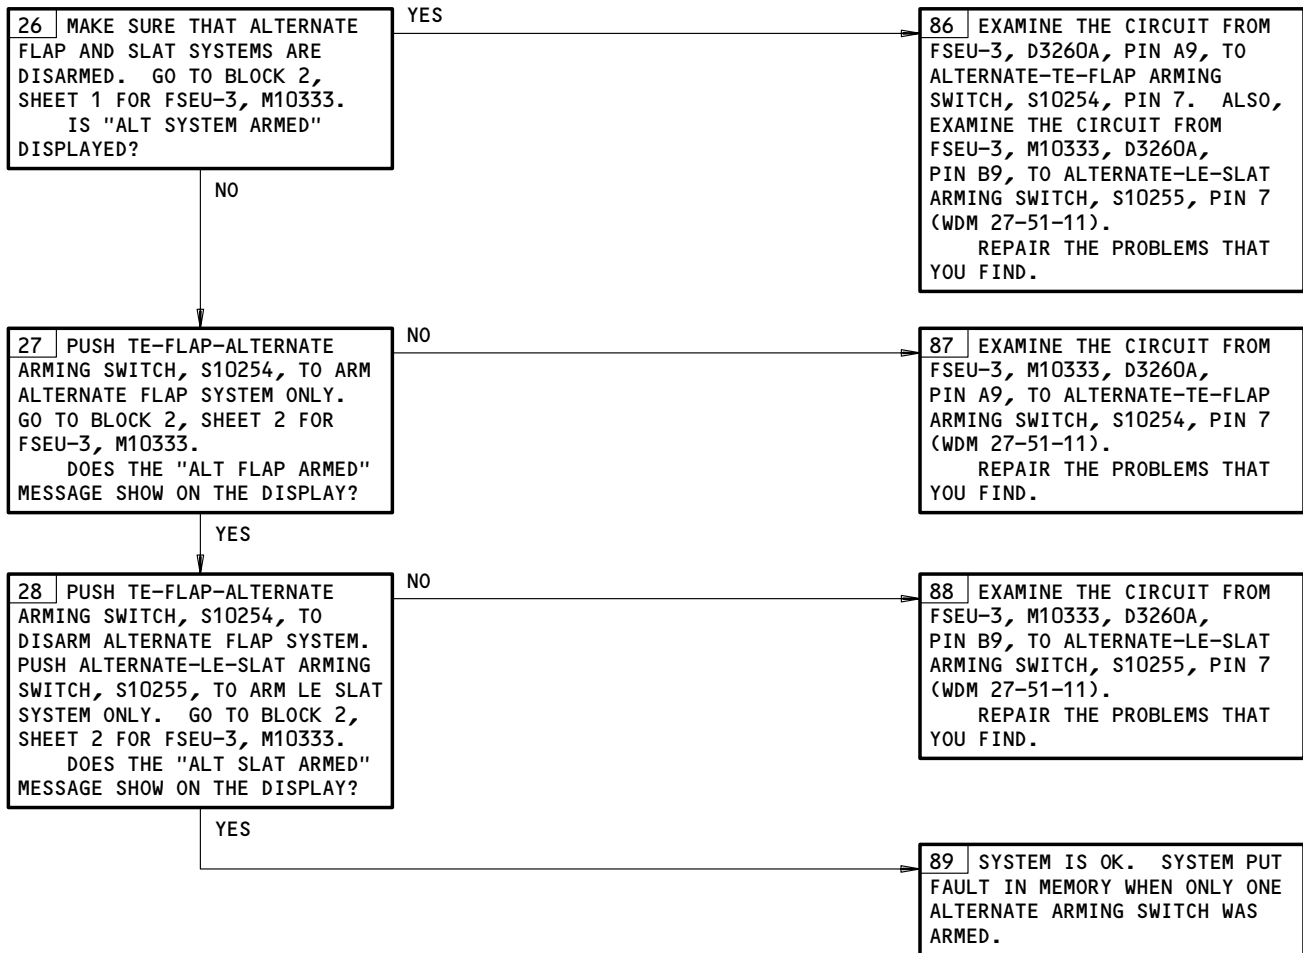 26 MAKE SURE THAT ALTERNATE
FLAP AND SLAT SYSTEMS ARE
DISARMED. GO TO BLOCK 2,
SHEET 1 FOR FSEU-3, M10333.
IS "ALT SYSTEM ARMED"
DISPLAYED?
YES
NO
86 EXAMINE THE CIRCUIT FROM
FSEU-3, D3260A, PIN A9, TO
ALTERNATE-TE-FLAP ARMING
SWITCH, S10254, PIN 7. ALSO,
EXAMINE THE CIRCUIT FROM
FSEU-3, M10333, D3260A,
PIN B9, TO ALTERNATE-LE-SLAT
ARMING SWITCH, S10255, PIN 7
(WDM 27-51-11).
REPAIR THE PROBLEMS THAT
YOU FIND.
27 PUSH TE-FLAP-ALTERNATE
ARMING SWITCH, S10254, TO ARM
ALTERNATE FLAP SYSTEM ONLY.
GO TO BLOCK 2, SHEET 2 FOR
FSEU-3, M10333.
DOES THE "ALT FLAP ARMED"
MESSAGE SHOW ON THE DISPLAY?
NO
YES
87 EXAMINE THE CIRCUIT FROM
FSEU-3, M10333, D3260A,
PIN A9, TO ALTERNATE-TE-FLAP
ARMING SWITCH, S10254, PIN 7
(WDM 27-51-11).
REPAIR THE PROBLEMS THAT
YOU FIND.
28 PUSH TE-FLAP-ALTERNATE
ARMING SWITCH, S10254, TO
DISARM ALTERNATE FLAP SYSTEM.
PUSH ALTERNATE-LE-SLAT ARMING
SWITCH, S10255, TO ARM LE SLAT
SYSTEM ONLY. GO TO BLOCK 2,
SHEET 2 FOR FSEU-3, M10333.
DOES THE "ALT SLAT ARMED"
MESSAGE SHOW ON THE DISPLAY?
NO
YES
88 EXAMINE THE CIRCUIT FROM
FSEU-3, M10333, D3260A,
PIN B9, TO ALTERNATE-LE-SLAT
ARMING SWITCH, S10255, PIN 7
(WDM 27-51-11).
REPAIR THE PROBLEMS THAT
YOU FIND.
89 SYSTEM IS OK. SYSTEM PUT
FAULT IN MEMORY WHEN ONLY ONE
ALTERNATE ARMING SWITCH WAS
ARMED.